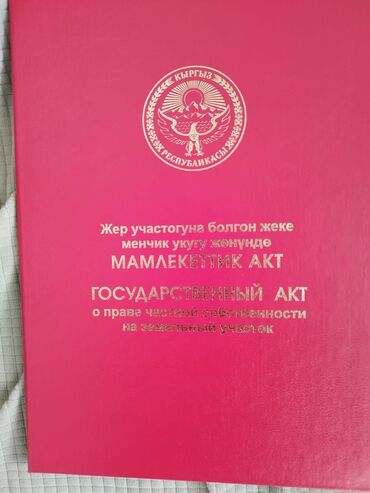 КЫРГЫЗ
РЕСПУБЛИКАСЫ
Жер участогуна болгон жеке
менчик укугу жөнүндө
МАМЛЕКЕТТИК АКТ
ГОСУДАРСТВЕННЫЙ АКТ
о праве частной собственности
на земельный участок